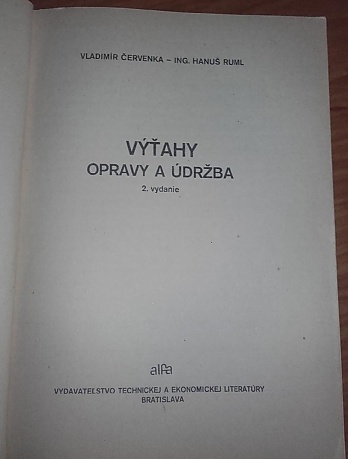 VLADIMÍR ČERVENKA – ING. HANUŠ RUML
VÝŤAHY
OPRAVY A ÚDRŽBA
2. vydanie
alfa
VYDAVATEĽSTVO TECHNICKEJ A EKONOMICKEJ LITERATÚRY
BRATISLAVA